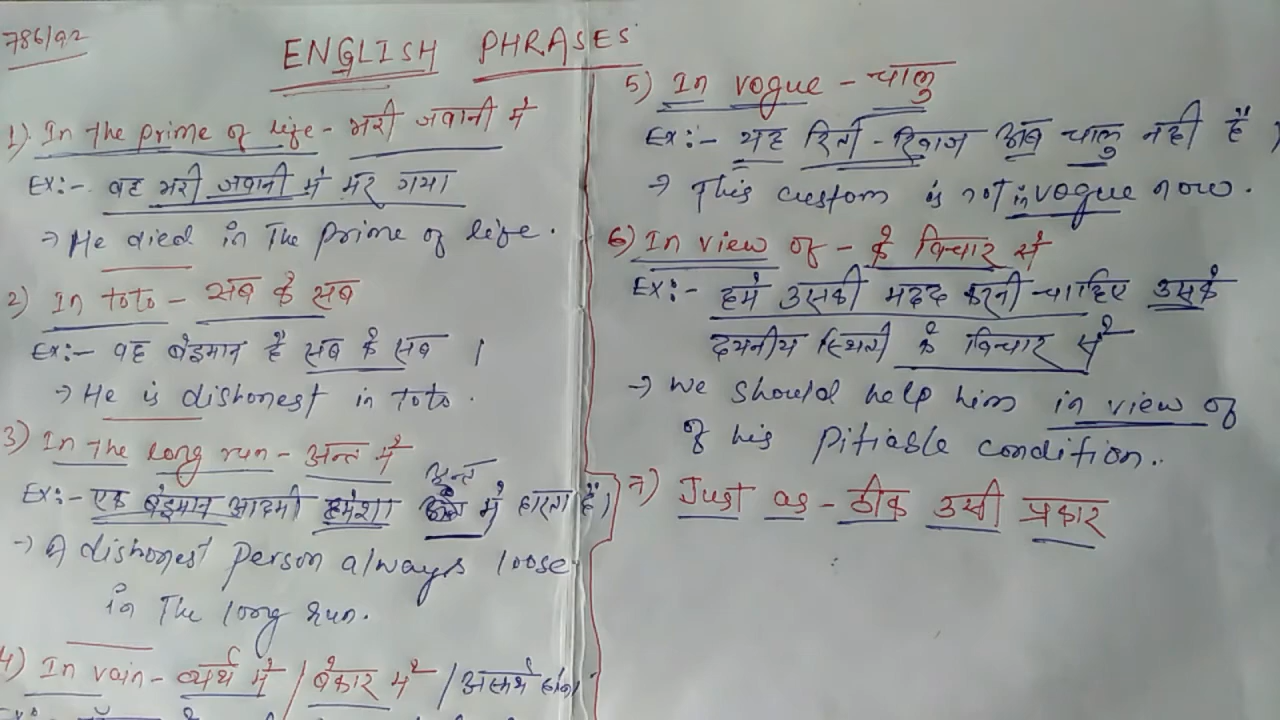 786/92
ENGLISH PHRASES
1) In the prime of life - भरी जवानी में
Ex:- वह भरी जवानी में मर गया
→ He died in The prime of life.
2) In toto - सब के सब
Ex:- वह बेइमान है सब के सब ।
→ He is dishonest in toto.
3) In the long run - अन्त में
अन्त
Ex:- एक बेइमान आदमी हमेशा में हारता है।
→ A dishonest person always loose
in The long run.
4) In vain - व्यर्थ में / बेकार में /
5) In vogue - चालु
Ex:- यह रिती-रिवाज अब चालु नही है ।
→ This custom is not in vogue now.
6) In view of - के विचार से
Ex:- हमे उसकी मदद करनी चाहिए उसके
दयनीय स्थिती के विचार से
→ We should help him in view of
of his pitiable condition.
7) Just as - ठीक उसी प्रकार